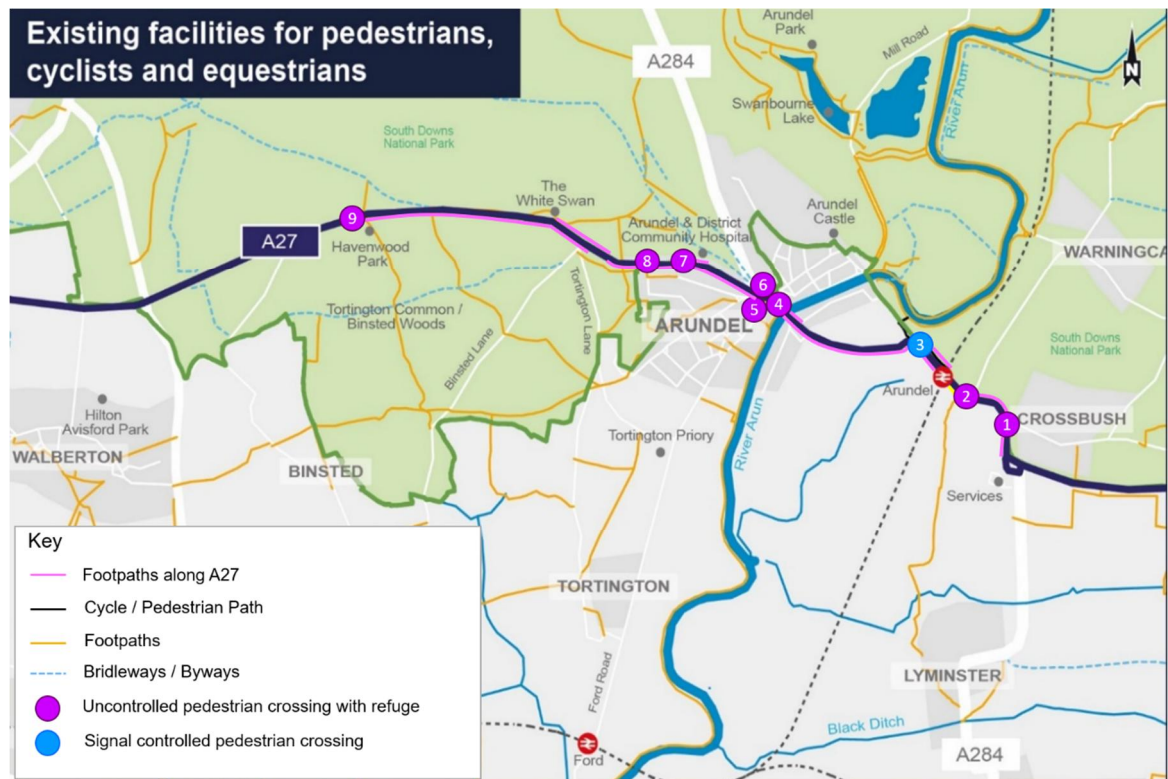 Existing facilities for pedestrians,
cyclists and equestrians
A284
Arundel
Park
Mill Road
N
Swanbourne
Lake
River Arun
South Downs
National Park
The
White Swan
Arundel
Castle
Arundel & District
Community Hospital
WARNINGCA
9
A27
Havenwood
Park
8
7
6
5
4
ARUNDEL
Tortington Common /
Binsted Woods
Tortington Lane
Binsted Lane
3
South Downs
National Park
Arundel
2
1
CROSSBUSH
Hilton
Avisford Park
WALBERTON
BINSTED
Tortington Priory
River Arun
Services
Key
Footpaths along A27
Cycle / Pedestrian Path
Footpaths
Bridleways / Byways
Uncontrolled pedestrian crossing with refuge
Signal controlled pedestrian crossing
TORTINGTON
Ford Road
LYMINSTER
Black Ditch
A284
Ford